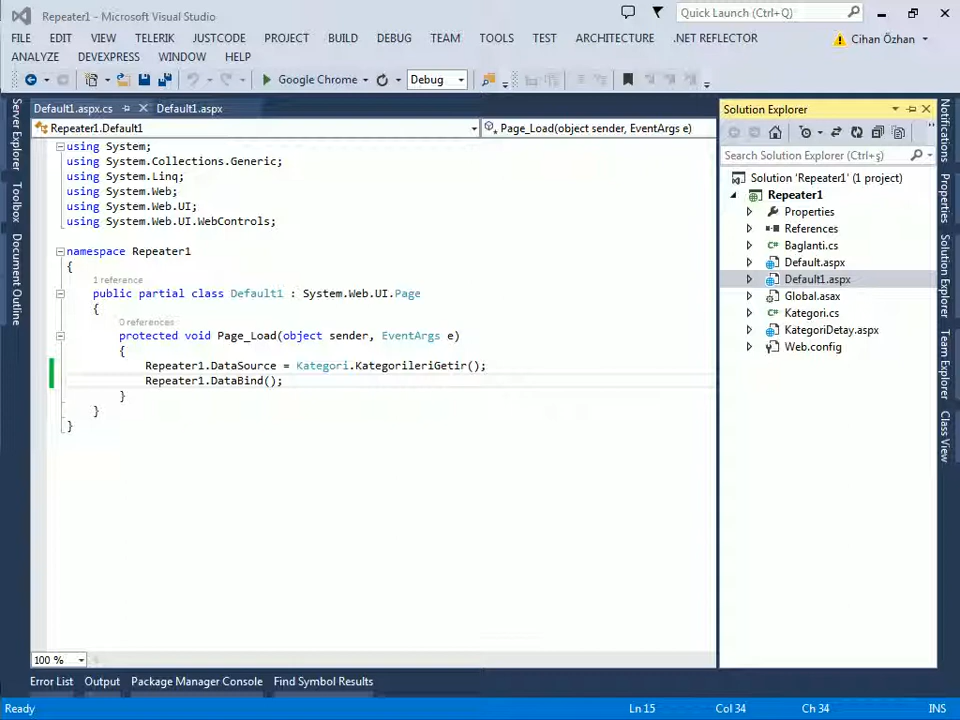 Repeater1 - Microsoft Visual Studio
Quick Launch (Ctrl+Q)
FILE EDIT VIEW TELERIK JUSTCODE PROJECT BUILD DEBUG TEAM TOOLS TEST ARCHITECTURE .NET REFLECTOR
Cihan Özhan
ANALYZE DEVEXPRESS WINDOW HELP
Google Chrome Debug
Default1.aspx.cs Default1.aspx
Repeater1.Default1 Page_Load(object sender, EventArgs e)
using System;
using System.Collections.Generic;
using System.Linq;
using System.Web;
using System.Web.UI;
using System.Web.UI.WebControls;
namespace Repeater1
{
1 reference
public partial class Default1 : System.Web.UI.Page
{
0 references
protected void Page_Load(object sender, EventArgs e)
{
Repeater1.DataSource = Kategori.KategorileriGetir();
Repeater1.DataBind();
}
}
}
100 %
Server Explorer
Toolbox
Document Outline
Solution Explorer
Search Solution Explorer (Ctrl+ş)
Solution 'Repeater1' (1 project)
Repeater1
Properties
References
Baglanti.cs
Default.aspx
Default1.aspx
Global.asax
Kategori.cs
KategoriDetay.aspx
Web.config
Notifications
Properties
Solution Explorer
Team Explorer
Class View
Error List Output Package Manager Console Find Symbol Results
Ready Ln 15 Col 34 Ch 34 INS